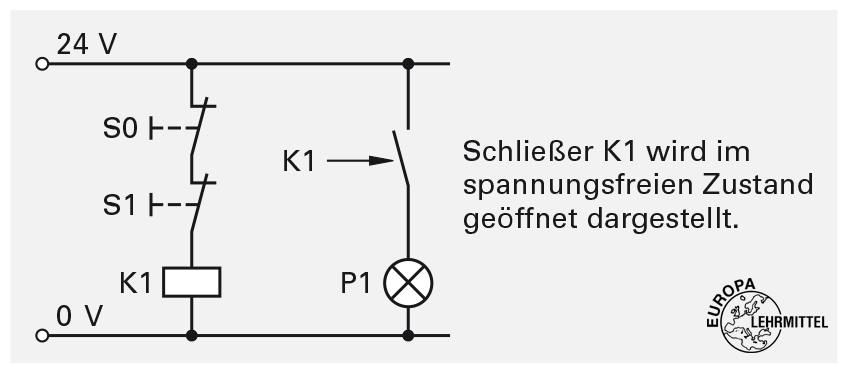 24 V
S0
S1
K1
0 V
K1
P1
Schließer K1 wird im
spannungsfreien Zustand
geöffnet dargestellt.
EUROPA
LEHRMITTEL